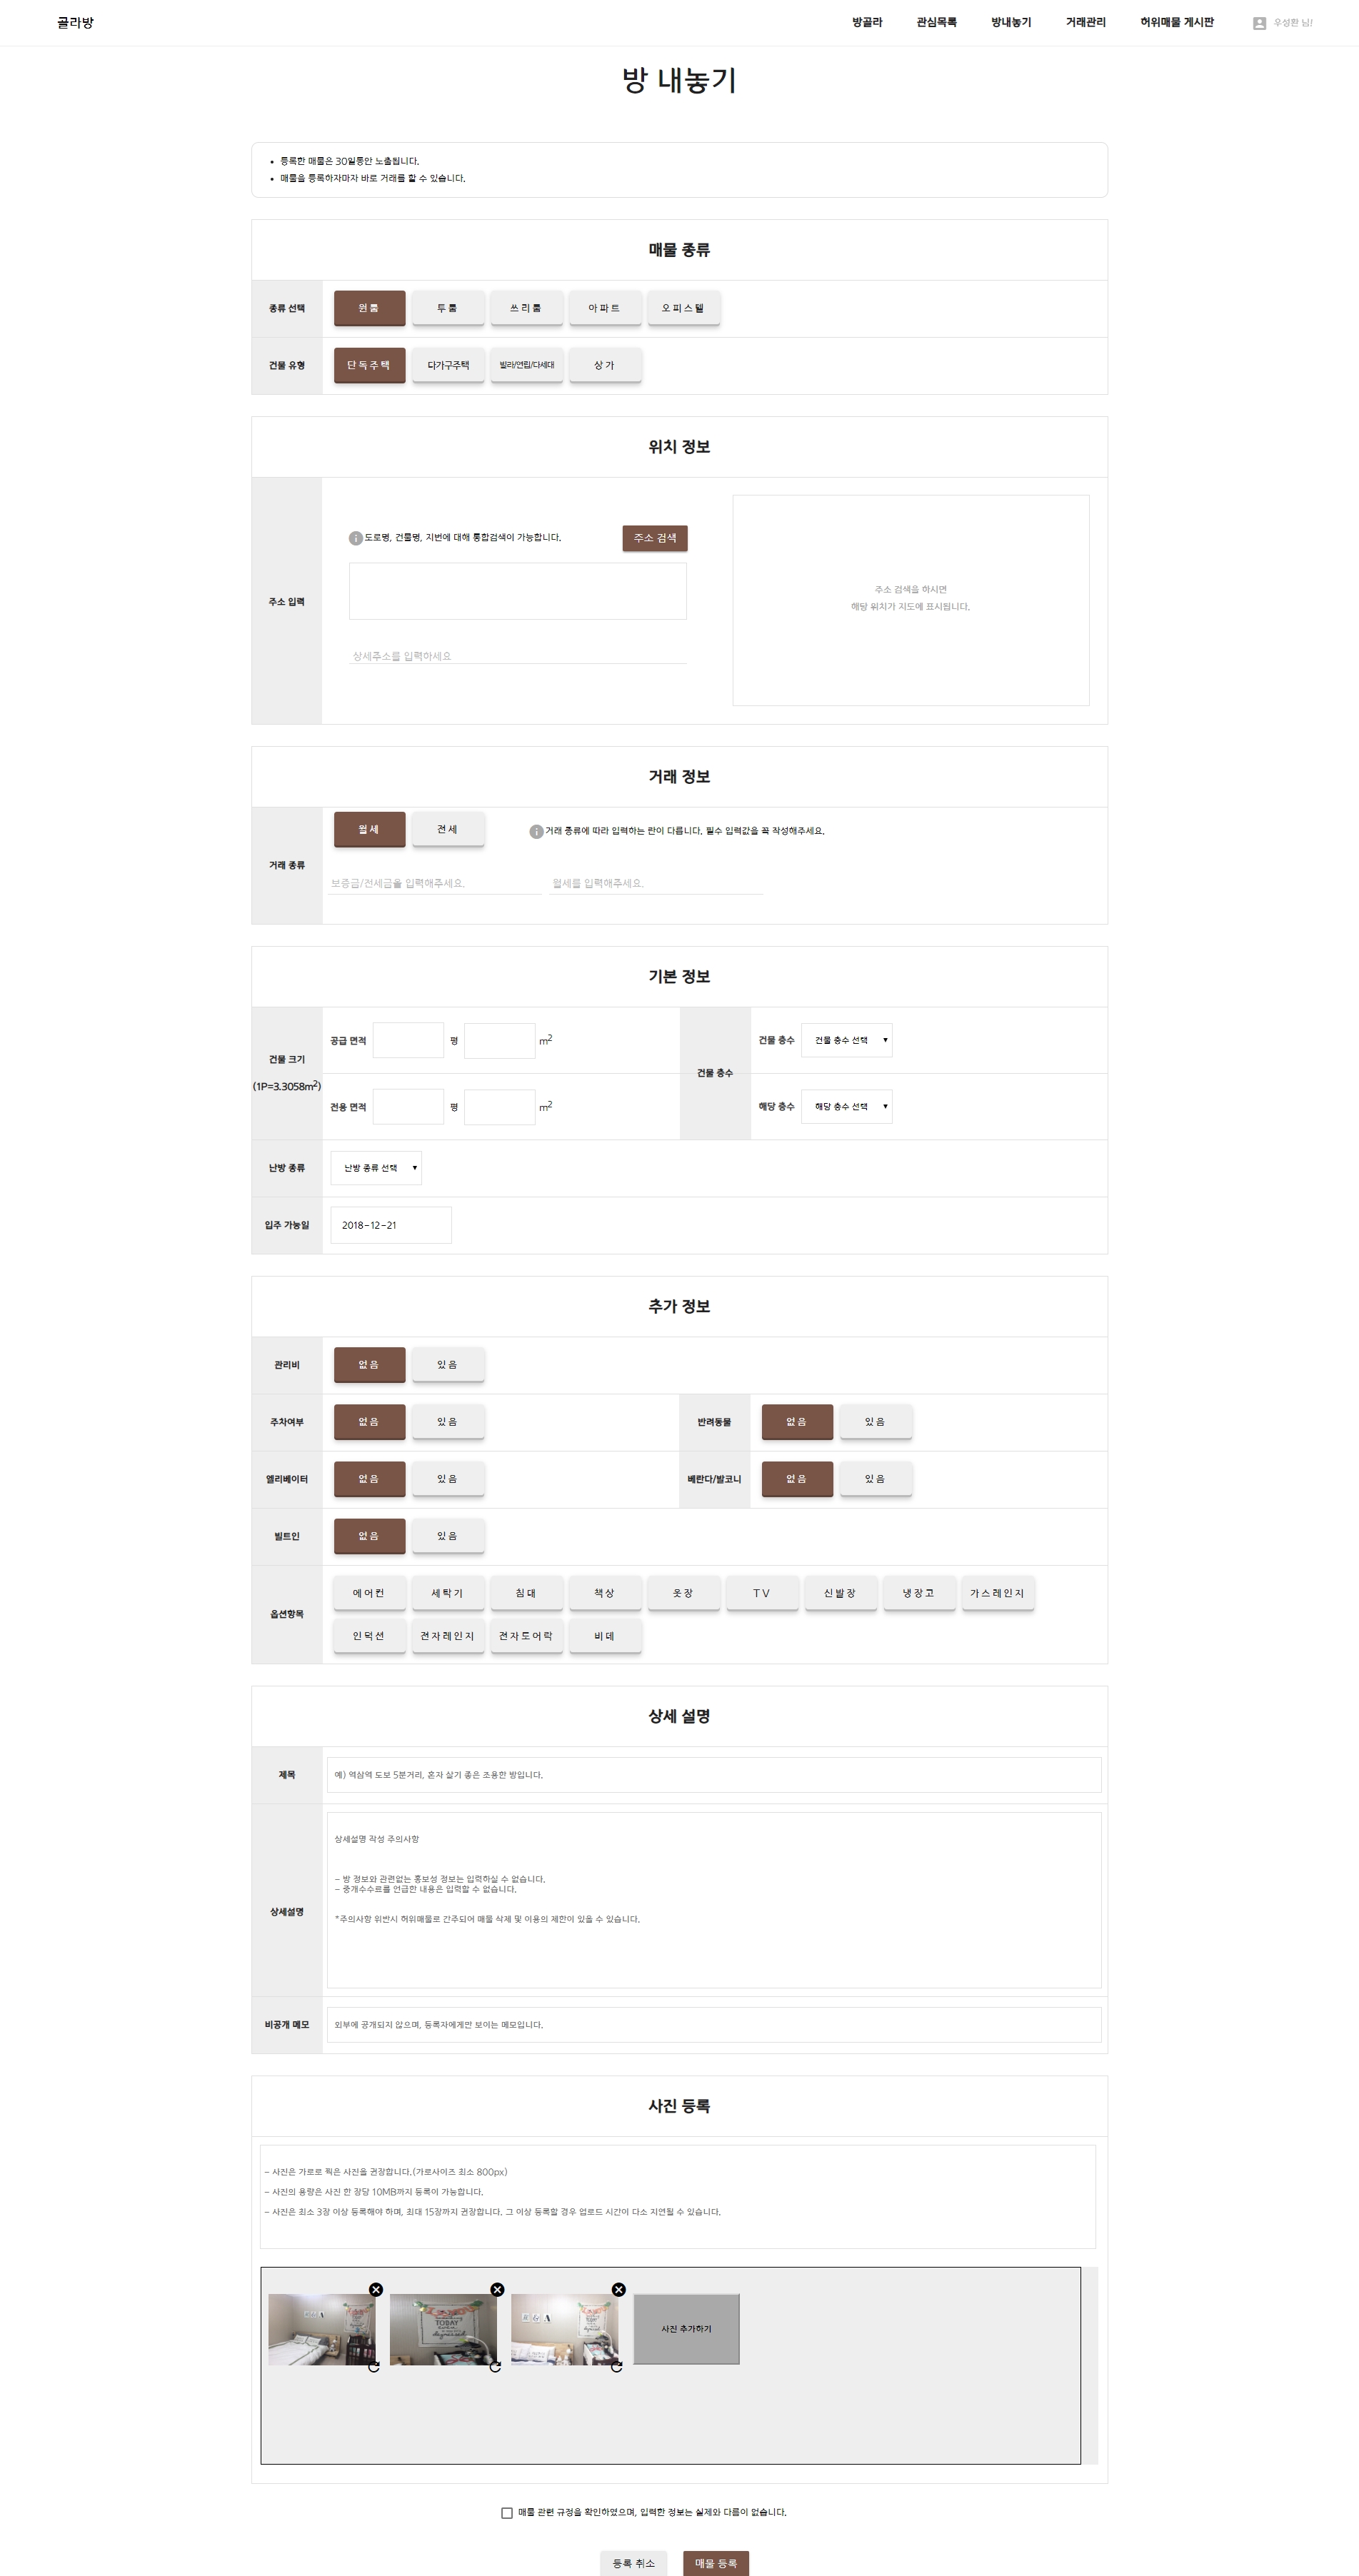 골라방
방골라 관심목록 방내놓기 거래관리 허위매물 게시판 우성환 님!
방 내놓기
등록한 매물은 30일동안 노출됩니다.
매물을 등록하자마자 바로 거래를 할 수 있습니다.
매물 종류
종류 선택 원룸 투룸 쓰리룸 아파트 오피스텔
건물 유형 단독주택 다가구주택 빌라/연립/다세대 상가
위치 정보
주소 입력
도로명, 건물명, 지번에 대해 통합검색이 가능합니다. 주소 검색
상세주소를 입력하세요
주소 검색을 하시면
해당 위치가 지도에 표시됩니다.
거래 정보
거래 종류 월세 전세 거래 종류에 따라 입력하는 란이 다릅니다. 필수 입력값을 꼭 작성해주세요.
보증금/전세금을 입력해주세요. 월세를 입력해주세요.
기본 정보
건물 크기
(1P=3.3058m²)
공급 면적 평 m²
전용 면적 평 m²
건물 층수
건물 층수 건물 층수 선택
해당 층수 해당 층수 선택
난방 종류 난방 종류 선택
입주 가능일 2018-12-21
추가 정보
관리비 없음 있음
주차여부 없음 있음 반려동물 없음 있음
엘리베이터 없음 있음 베란다/발코니 없음 있음
빌트인 없음 있음
옵션항목 에어컨 세탁기 침대 책상 옷장 TV 신발장 냉장고 가스레인지
인덕션 전자레인지 전자도어락 비데
상세 설명
제목 예) 역삼역 도보 5분거리, 혼자 살기 좋은 조용한 방입니다.
상세설명
상세설명 작성 주의사항
- 방 정보와 관련없는 홍보성 정보는 입력하실 수 없습니다.
- 중개수수료를 언급한 내용은 입력할 수 없습니다.
*주의사항 위반시 허위매물로 간주되어 매물 삭제 및 이용의 제한이 있을 수 있습니다.
비공개 메모 외부에 공개되지 않으며, 등록자에게만 보이는 메모입니다.
사진 등록
- 사진은 가로로 찍은 사진을 권장합니다.(가로사이즈 최소 800px)
- 사진의 용량은 사진 한 장당 10MB까지 등록이 가능합니다.
- 사진은 최소 3장 이상 등록해야 하며, 최대 15장까지 권장합니다. 그 이상 등록할 경우 업로드 시간이 다소 지연될 수 있습니다.
TODAY
사진 추가하기
매물 관련 규정을 확인하였으며, 입력한 정보는 실제와 다름이 없습니다.
등록 취소 매물 등록